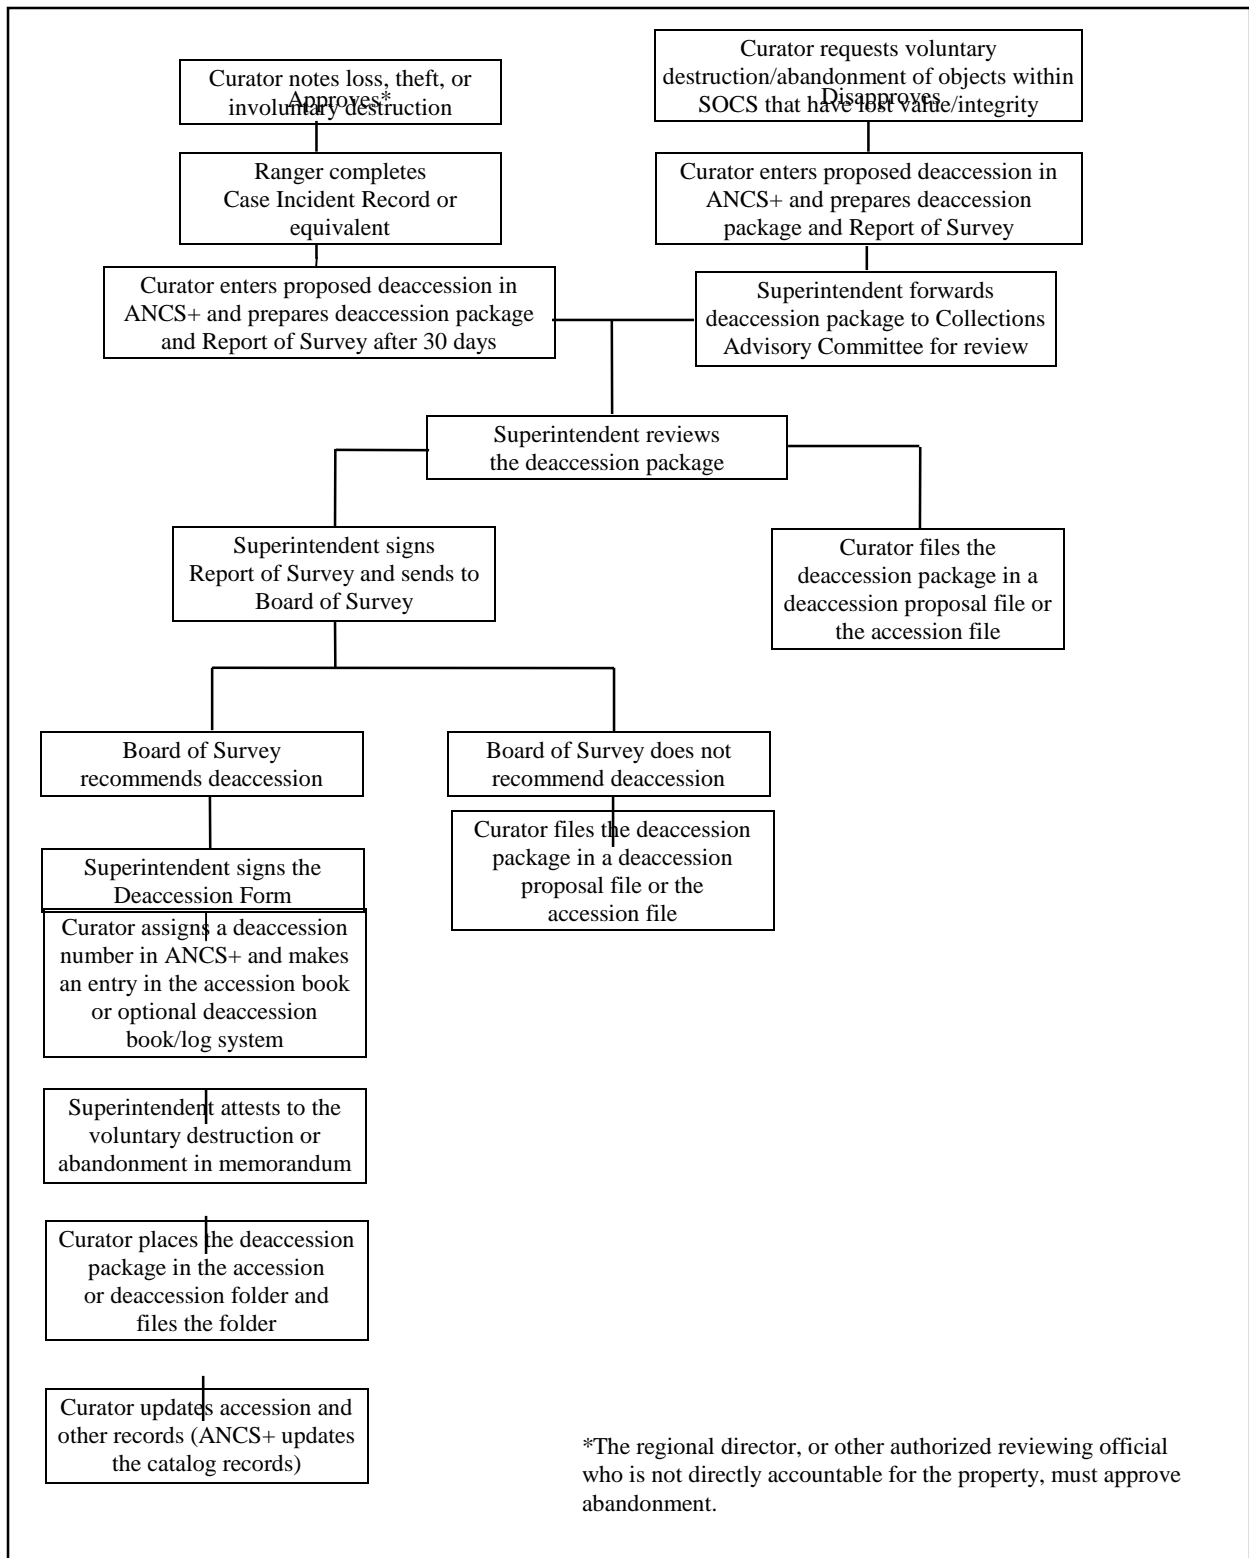 Curator notes loss, theft, or
Approves*
involuntary destruction
Curator requests voluntary
destruction/abandonment of objects within
Disapproves
SOCS that have lost value/integrity
Ranger completes
Case Incident Record or
equivalent
Curator enters proposed deaccession in
ANCS+ and prepares deaccession
package and Report of Survey
Curator enters proposed deaccession in
ANCS+ and prepares deaccession package
and Report of Survey after 30 days
Superintendent forwards
deaccession package to Collections
Advisory Committee for review
Superintendent reviews
the deaccession package
Superintendent signs
Report of Survey and sends to
Board of Survey
Curator files the
deaccession package in a
deaccession proposal file or
the accession file
Board of Survey
recommends deaccession
Board of Survey does not
recommend deaccession
Curator files the deaccession
package in a deaccession
proposal file or the
accession file
Superintendent signs the
Deaccession Form
Curator assigns a deaccession
number in ANCS+ and makes
an entry in the accession book
or optional deaccession
book/log system
Superintendent attests to the
voluntary destruction or
abandonment in memorandum
Curator places the deaccession
package in the accession
or deaccession folder and
files the folder
Curator updates accession and
other records (ANCS+ updates
the catalog records)
*The regional director, or other authorized reviewing official
who is not directly accountable for the property, must approve
abandonment.